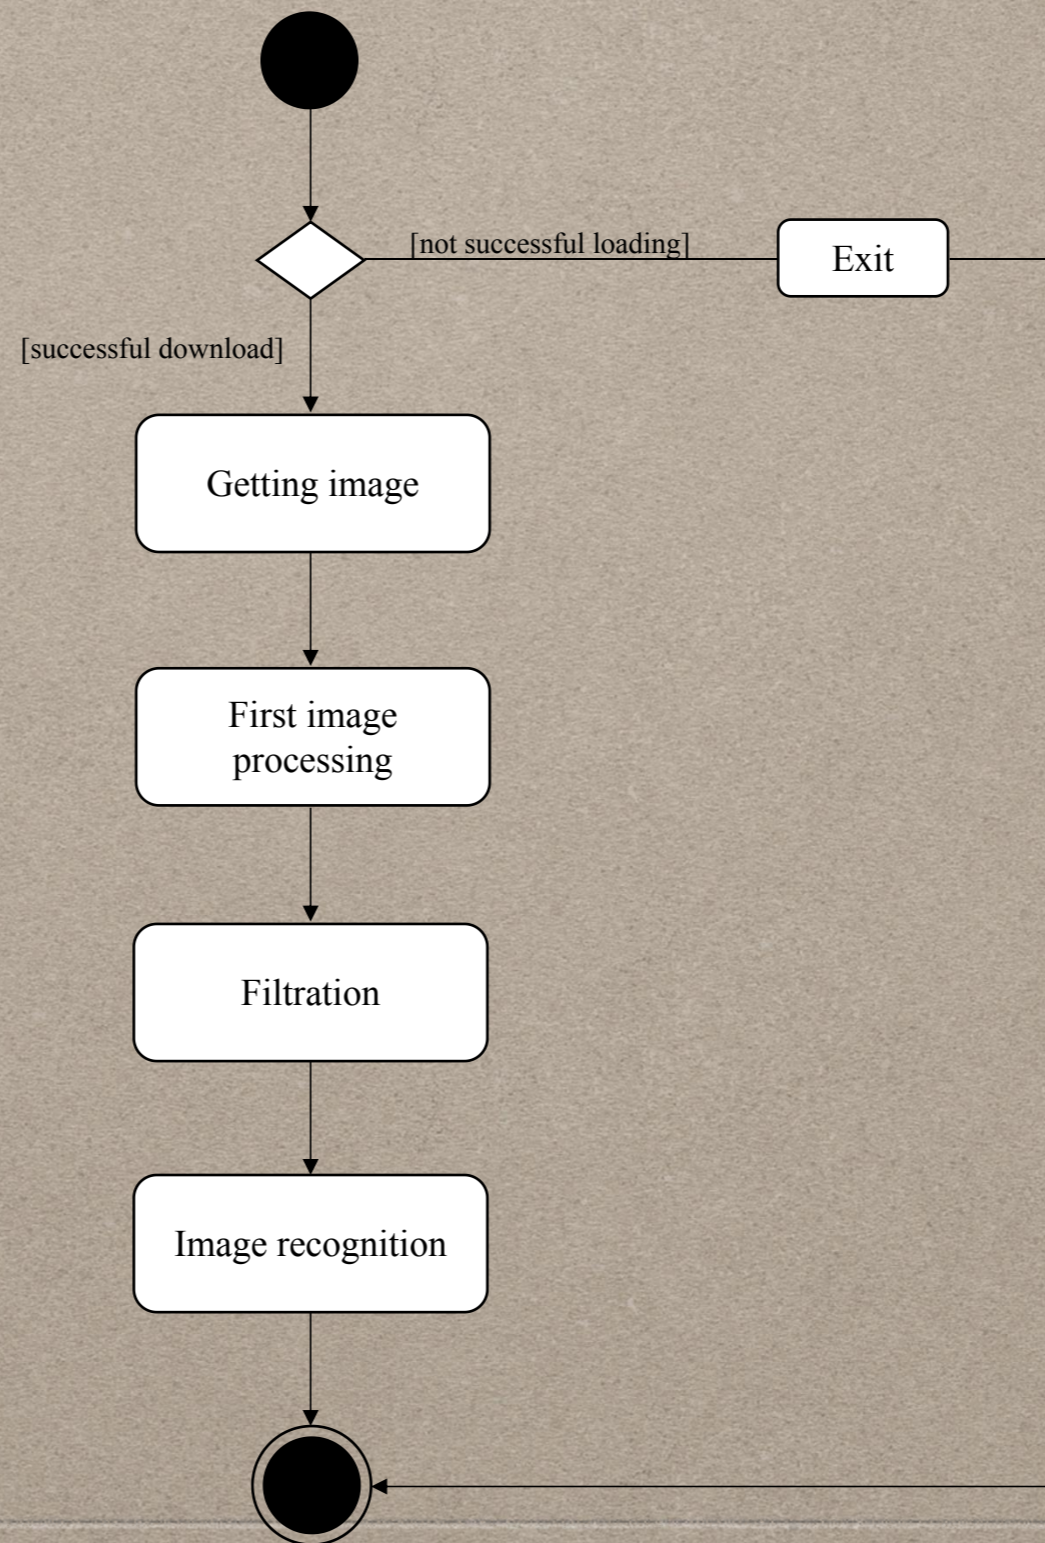 [not successful loading]
Exit
[successful download]
Getting image
First image
processing
Filtration
Image recognition